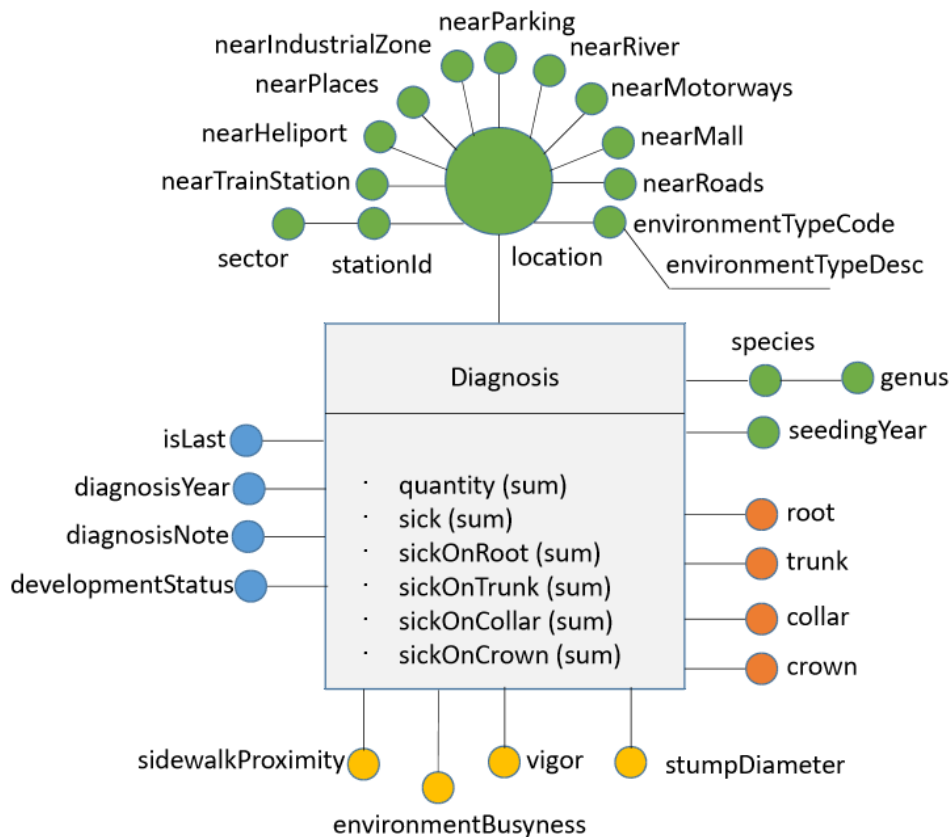 nearParking
nearIndustrialZone
nearRiver
nearPlaces
nearMotorways
nearHeliport
nearMall
nearTrainStation
nearRoads
environmentTypeCode
sector
stationId
location
environmentTypeDesc
species
Diagnosis
genus
isLast
seedingYear
diagnosisYear
· quantity (sum)
· sick (sum)
root
diagnosisNote
· sickOnRoot (sum)
trunk
developmentStatus
· sickOnTrunk (sum)
· sickOnCollar (sum)
collar
· sickOnCrown (sum)
crown
sidewalkProximity
vigor
stumpDiameter
environmentBusyness